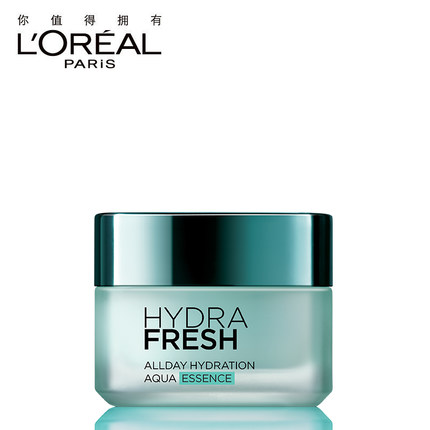 你值得拥有
L'ORÉAL
PARiS
HYDRA
FRESH
ALLDAY HYDRATION
AQUA ESSENCE